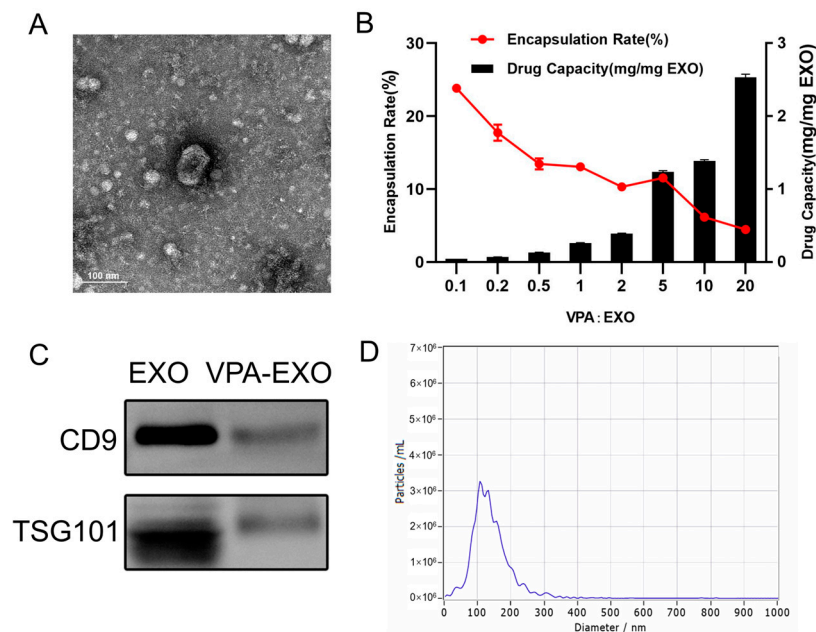 A
100 nm
B
Encapsulation Rate(%)
Drug Capacity(mg/mg EXO)
Encapsulation Rate(%)
30
20
10
0
Drug Capacity(mg/mg EXO)
3
2
1
0
0.1 0.2 0.5 1 2 5 10 20
VPA:EXO
C
EXO VPA-EXO
CD9
TSG101
D
Particles /mL
7×10⁶
6×10⁶
5×10⁶
4×10⁶
3×10⁶
2×10⁶
1×10⁶
0×10⁶
0 100 200 300 400 500 600 700 800 900 1000
Diameter / nm